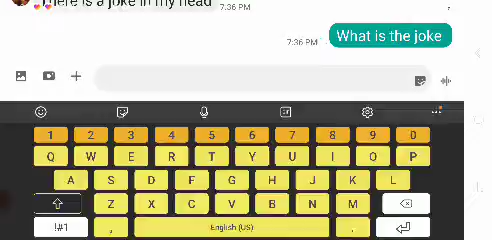 There is a joke in my head
7:36 PM
7:36 PM
What is the joke
1 2 3 4 5 6 7 8 9 0
Q W E R T Y U I O P
A S D F G H J K L
Z X C V B N M
!#1 , English (US) .